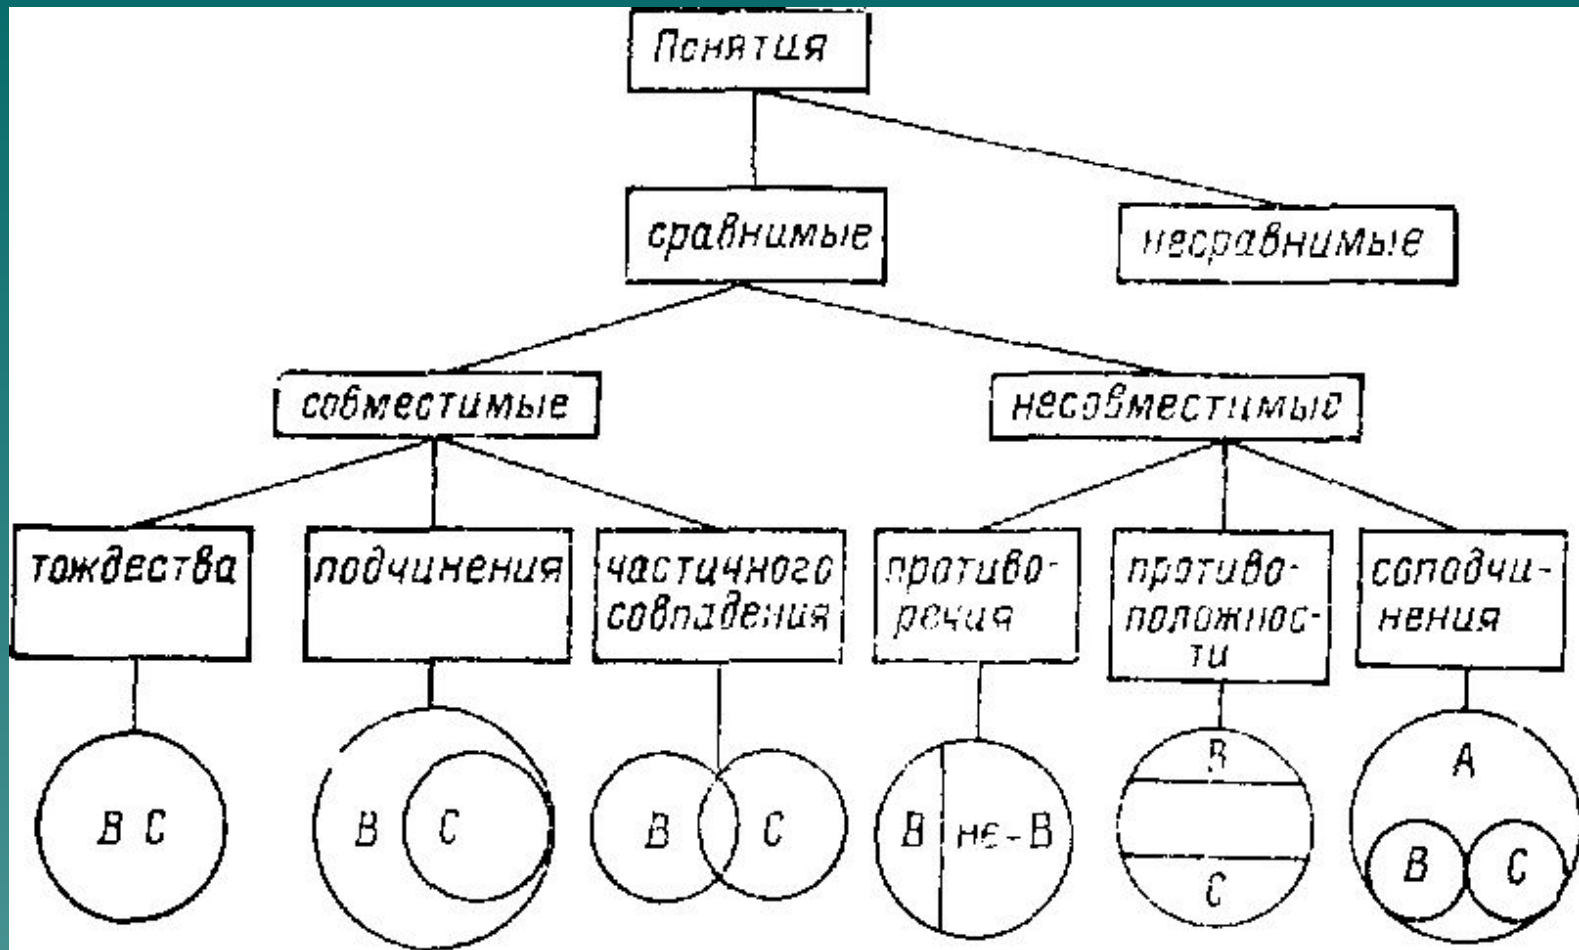 Понятия
сравнимые
несравнимые
совместимые
несовместимые
тождества
подчинения
частичного
совпадения
противо-
речия
противо-
положнос-
ти
соподчи-
нения
В С
В С
В С
В не-В
В
С
А
В С